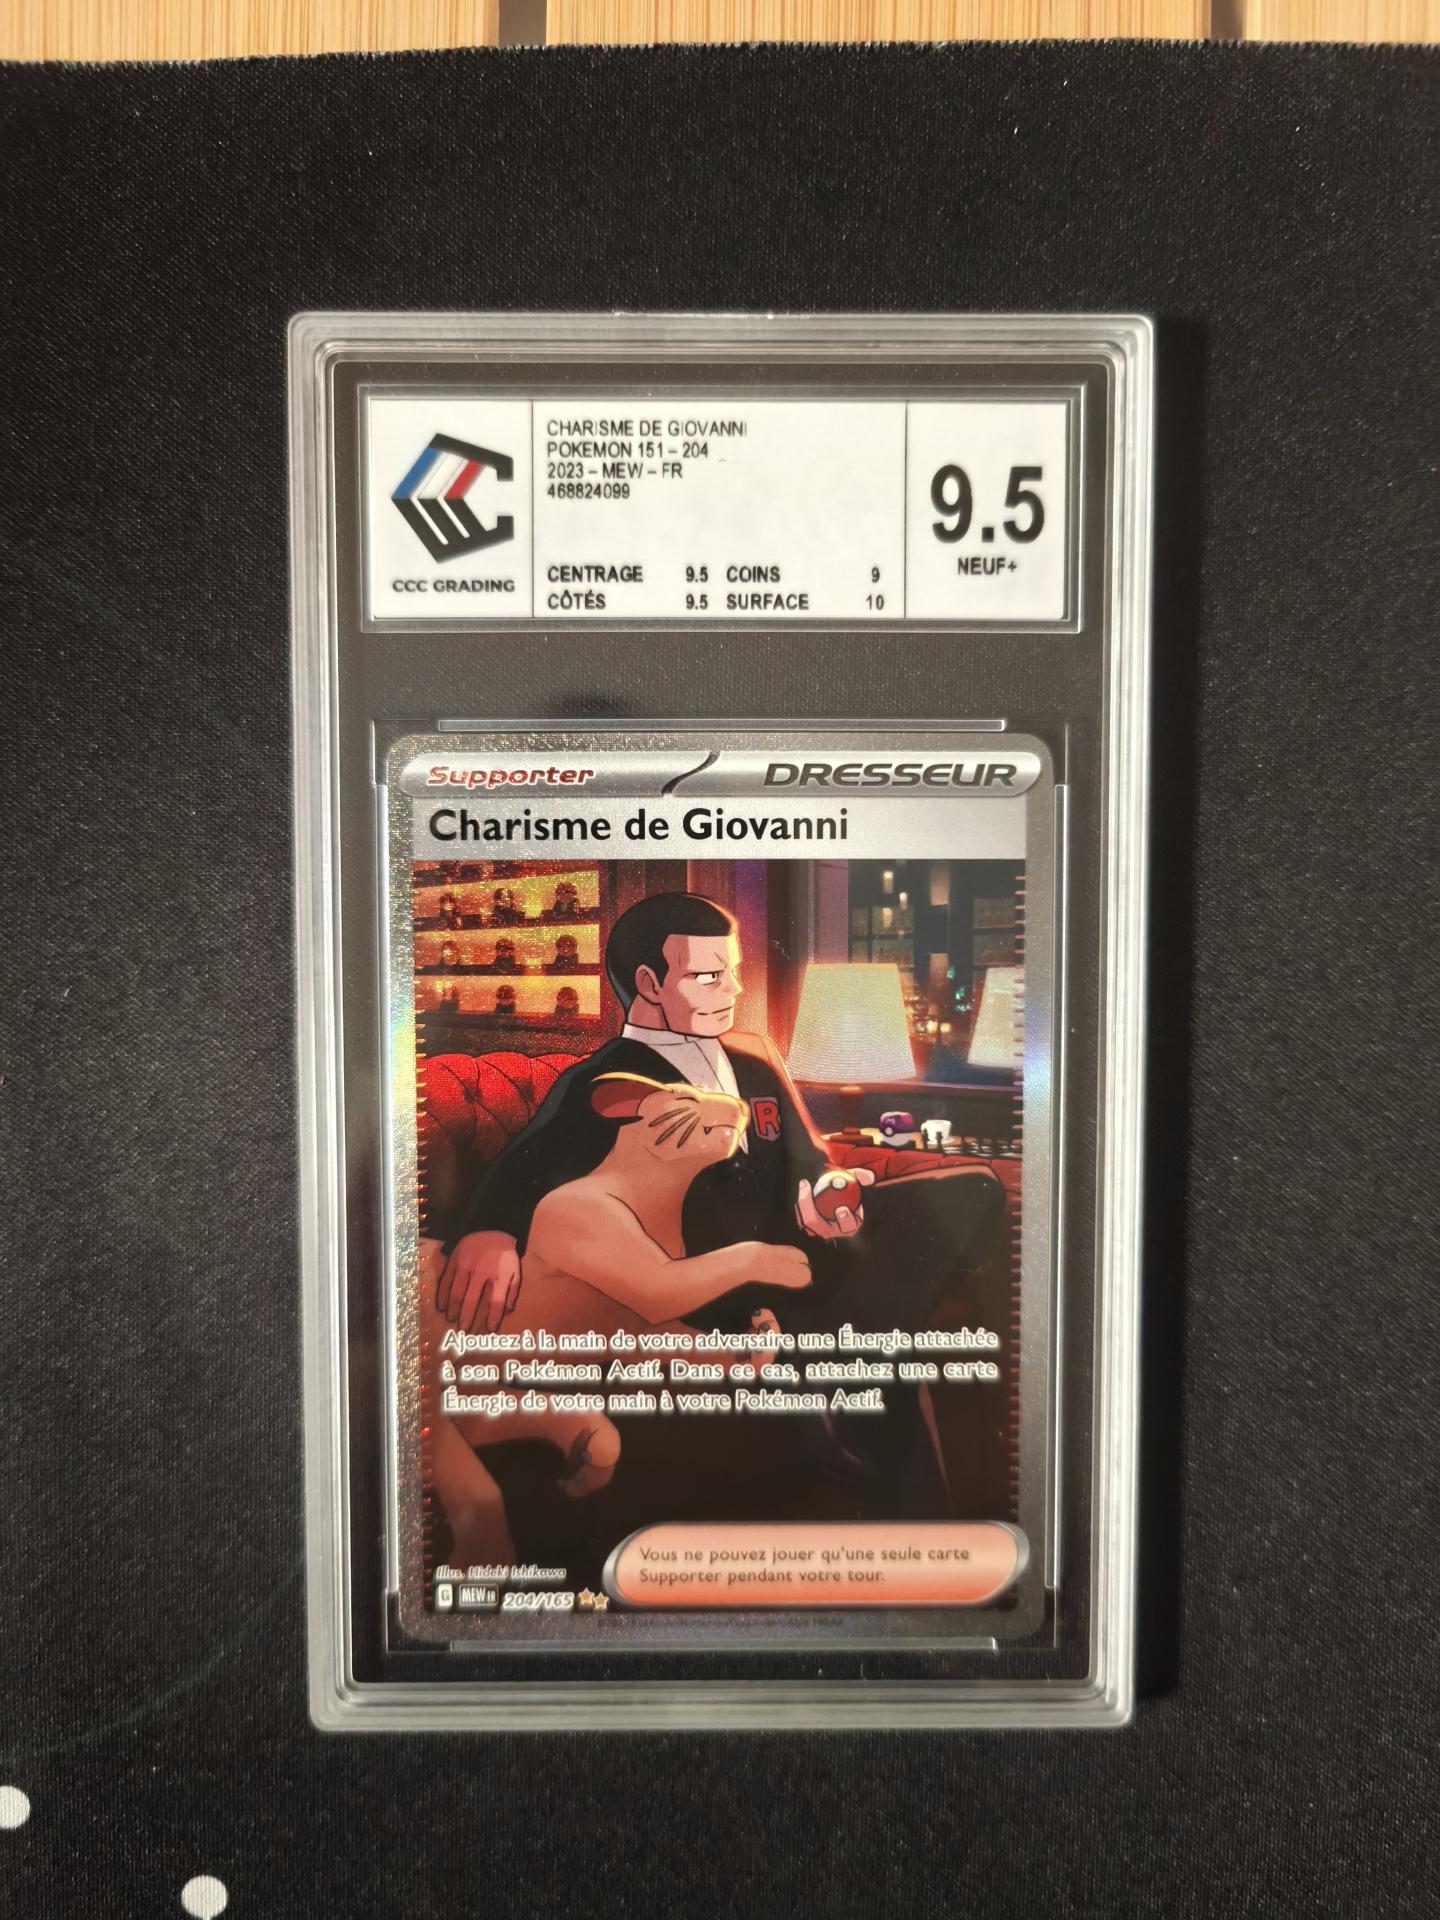 CHARISME DE GIOVANNI
POKEMON 151 - 204
2023 - MEW - FR
468824099
CENTRAGE 9.5 COINS 9
CÔTÉS 9.5 SURFACE 10
CCC GRADING
9.5
NEUF+
Supporter DRESSEUR
Charisme de Giovanni
R
Ajoutez à la main de votre adversaire une Énergie attachée
à son Pokémon Actif. Dans ce cas, attachez une carte
Énergie de votre main à votre Pokémon Actif.
Vous ne pouvez jouer qu'une seule carte
Supporter pendant votre tour.
Illus. Hideki Ishikawa
G MEW FR 204/165